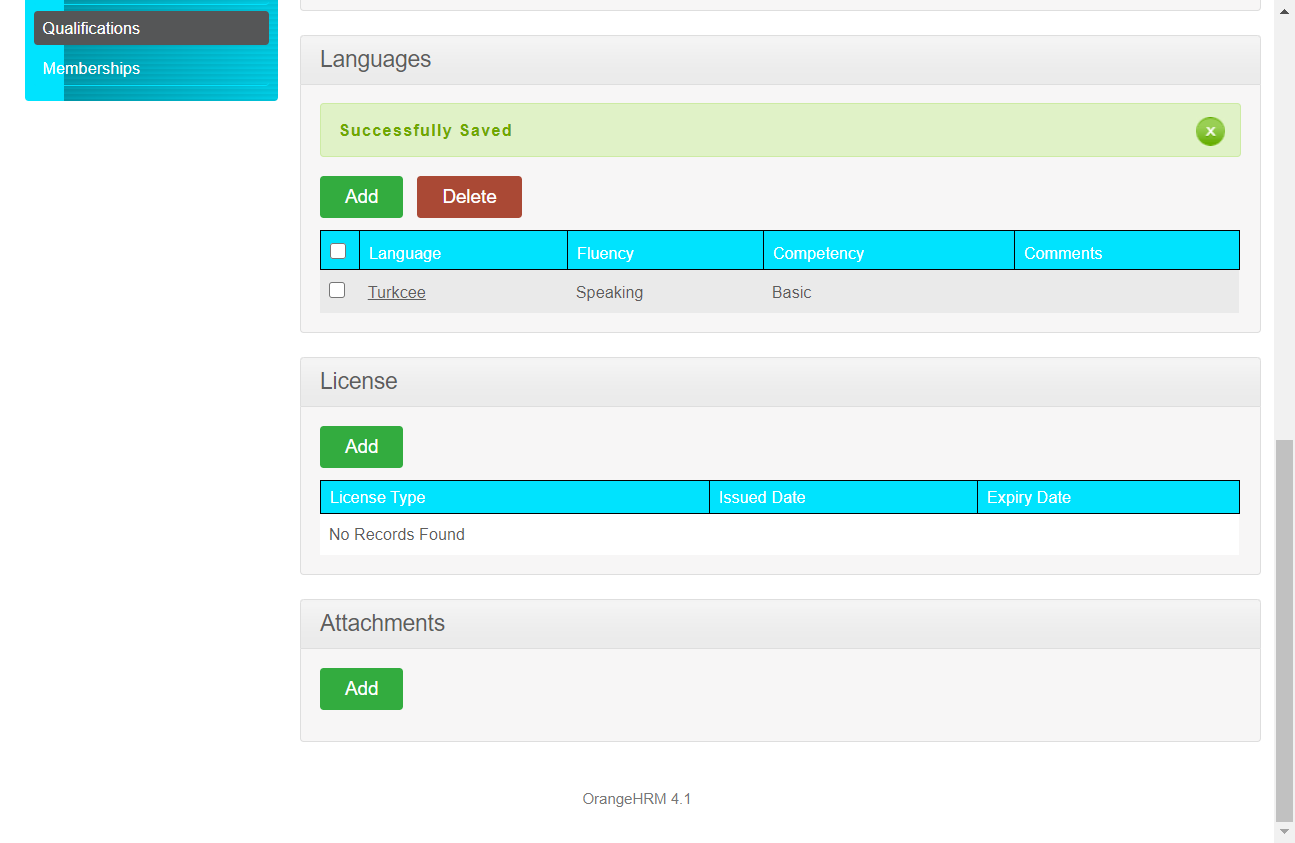 Qualifications
Memberships
Languages
Successfully Saved
x
Add Delete
Language Fluency Competency Comments
Turkcee Speaking Basic
License
Add
License Type Issued Date Expiry Date
No Records Found
Attachments
Add
OrangeHRM 4.1